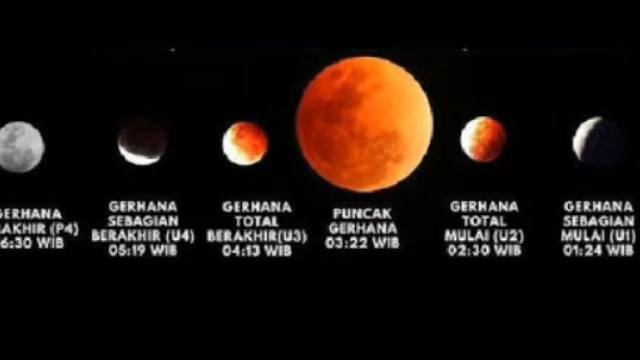 GERHANA
AKHIR (P4)
6:30 WIB
GERHANA
SEBAGIAN
BERAKHIR (U4)
05:19 WIB
GERHANA
TOTAL
BERAKHIR(U3)
04:13 WIB
PUNCAK
GERHANA
03:22 WIB
GERHANA
TOTAL
MULAI (U2)
02:30 WIB
GERHANA
SEBAGIAN
MULAI (U1)
01:24 WIB